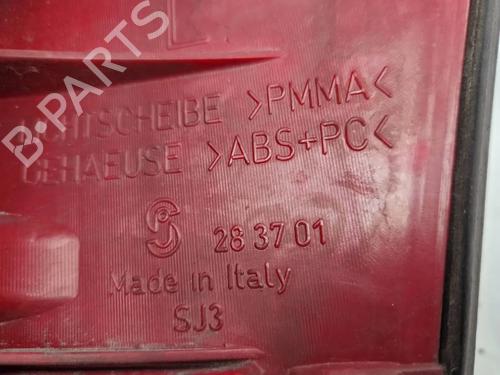 L
LICHTSCHEIBE >PMMA<
GEHAEUSE >ABS+PC<
28 37 01
Made in Italy
SJ3
B-PARTS